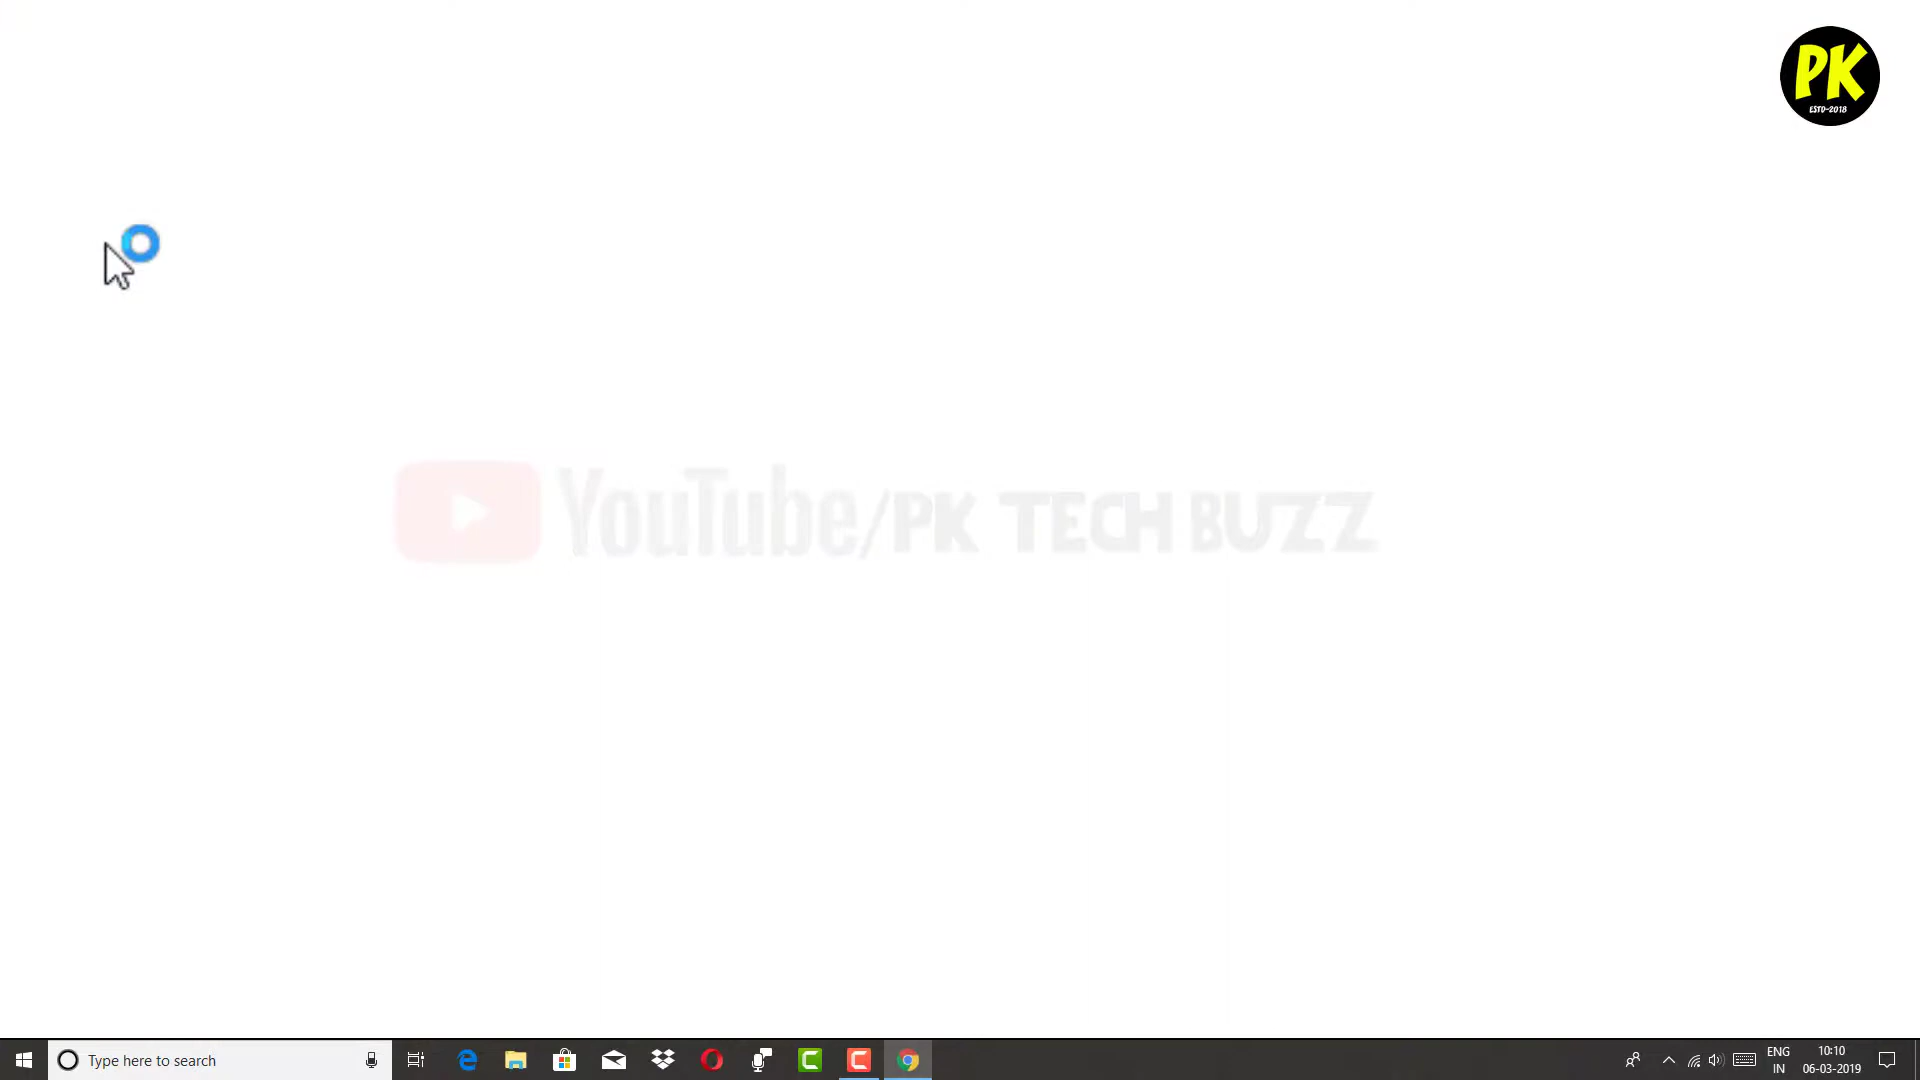 PK
ESTD-2018
YouTube/PK TECH BUZZ
Type here to search
ENG
IN
10:10
06-03-2019